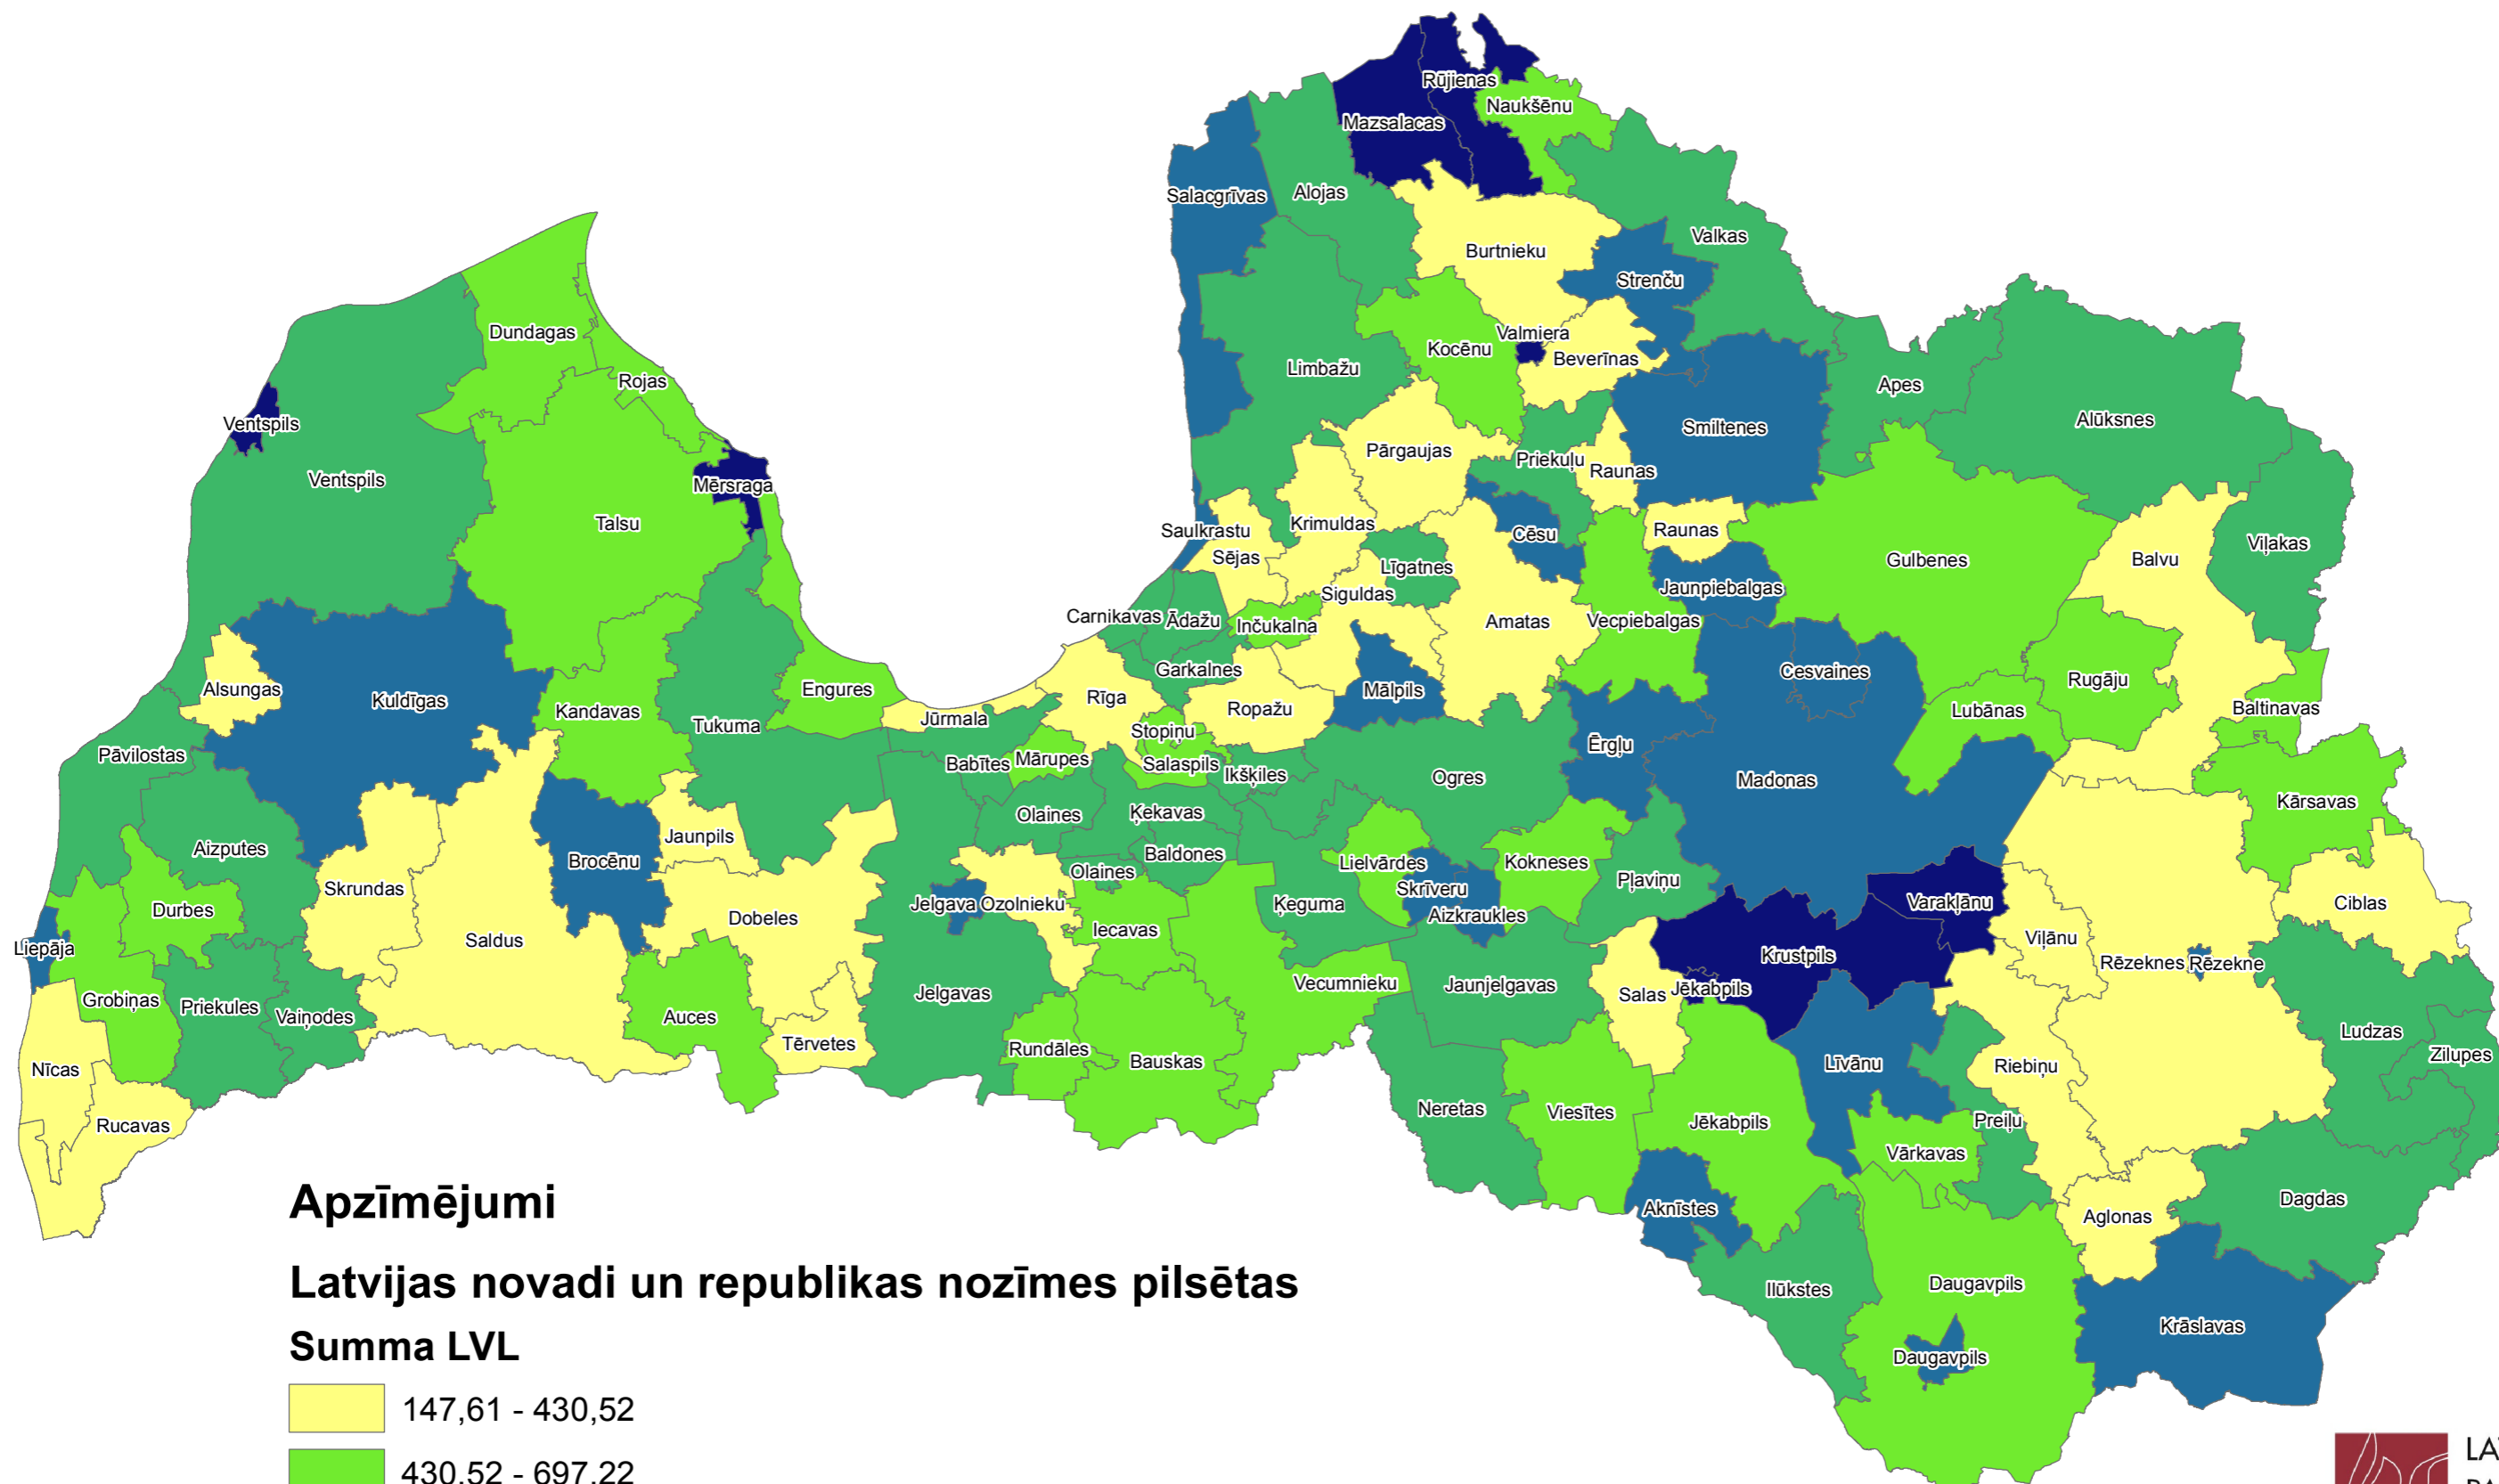 Rūjienas
Naukšēnu
Mazsalacas
Salacgrīvas
Alojas
Valkas
Burtnieku
Strenču
Dundagas
Valmiera
Kocēnu
Beverīnas
Limbažu
Rojas
Apes
Alūksnes
Ventspils
Smiltenes
Pārgaujas
Priekuļu
Raunas
Ventspils
Mērsraga
Talsu
Krimuldas
Saulkrastu
Cēsu
Raunas
Viļakas
Sējas
Līgatnes
Gulbenes
Balvu
Siguldas
Jaunpiebalgas
Carnikavas
Ādažu
Inčukalna
Amatas
Vecpiebalgas
Garkalnes
Cesvaines
Rugāju
Alsungas
Engures
Mālpils
Kuldīgas
Rīga
Ropažu
Kandavas
Lubānas
Baltinavas
Jūrmala
Tukuma
Stopiņu
Ērgļu
Pāvilostas
Mārupes
Babītes
Salaspils
Ikšķiles
Ogres
Madonas
Kārsavas
Olaines
Ķekavas
Jaunpils
Aizputes
Baldones
Brocēnu
Lielvārdes
Kokneses
Olaines
Pļaviņu
Skrundas
Skrīveru
Varakļānu
Ciblas
Jelgava
Ozolnieku
Ķeguma
Durbes
Dobeles
Aizkraukles
Iecavas
Saldus
Viļānu
Liepāja
Krustpils
Rēzeknes
Rēzekne
Vecumnieku
Jaunjelgavas
Jēkabpils
Jelgavas
Salas
Grobiņas
Priekules
Vaiņodes
Auces
Ludzas
Tērvetes
Rundāles
Zilupes
Bauskas
Līvānu
Riebiņu
Nīcas
Neretas
Viesītes
Preiļu
Jēkabpils
Rucavas
Vārkavas
Dagdas
Aknīstes
Aglonas
Daugavpils
Ilūkstes
Krāslavas
Daugavpils
Apzīmējumi
Latvijas novadi un republikas nozīmes pilsētas
Summa LVL
147,61 - 430,52
430,52 - 697,22